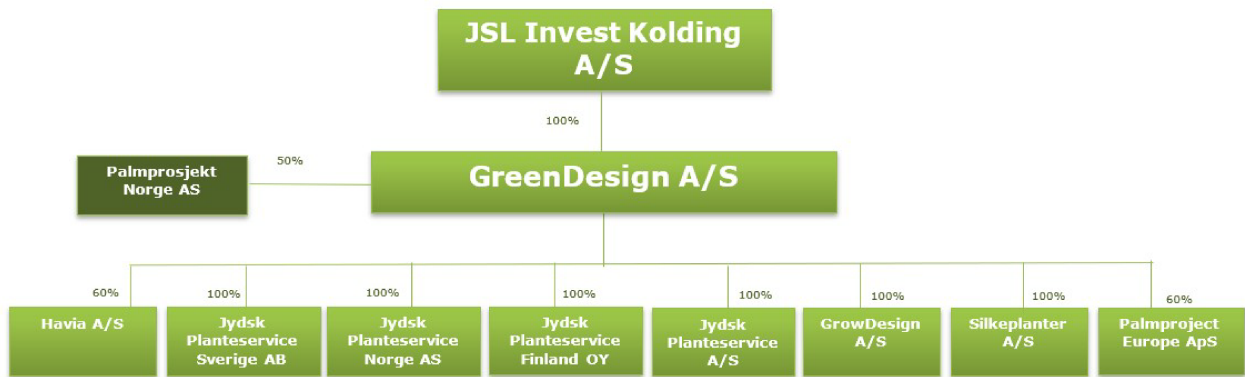 JSL Invest Kolding
A/S
100%
50%
Palmprosjekt
Norge AS
GreenDesign A/S
60%
Havia A/S
100%
Jydsk
Planteservice
Sverige AB
100%
Jydsk
Planteservice
Norge AS
100%
Jydsk
Planteservice
Finland OY
100%
Jydsk
Planteservice
A/S
100%
GrowDesign
A/S
100%
Silkeplanter
A/S
60%
Palmproject
Europe ApS